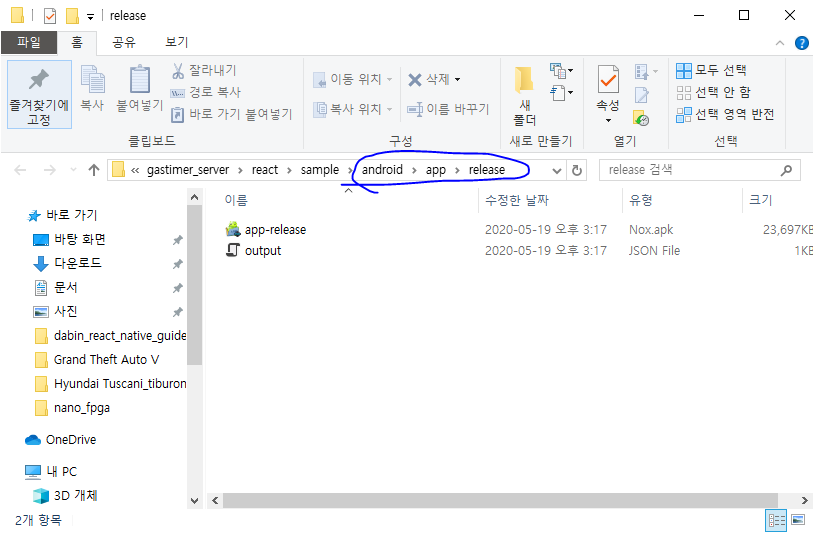 release
파일 홈 공유 보기
즐겨찾기에 고정
복사
붙여넣기
잘라내기
경로 복사
바로 가기 붙여넣기
클립보드
이동 위치
복사 위치
삭제
이름 바꾸기
구성
새 폴더
새로 만들기
속성
열기
모두 선택
선택 안 함
선택 영역 반전
선택
« gastimer_server > react > sample > android > app > release
release 검색
이름 수정한 날짜 유형 크기
app-release 2020-05-19 오후 3:17 Nox.apk 23,697KB
output 2020-05-19 오후 3:17 JSON File 1KB
바로 가기
바탕 화면
다운로드
문서
사진
dabin_react_native_guide
Grand Theft Auto V
Hyundai Tuscani_tiburon
nano_fpga
OneDrive
내 PC
3D 개체
2개 항목